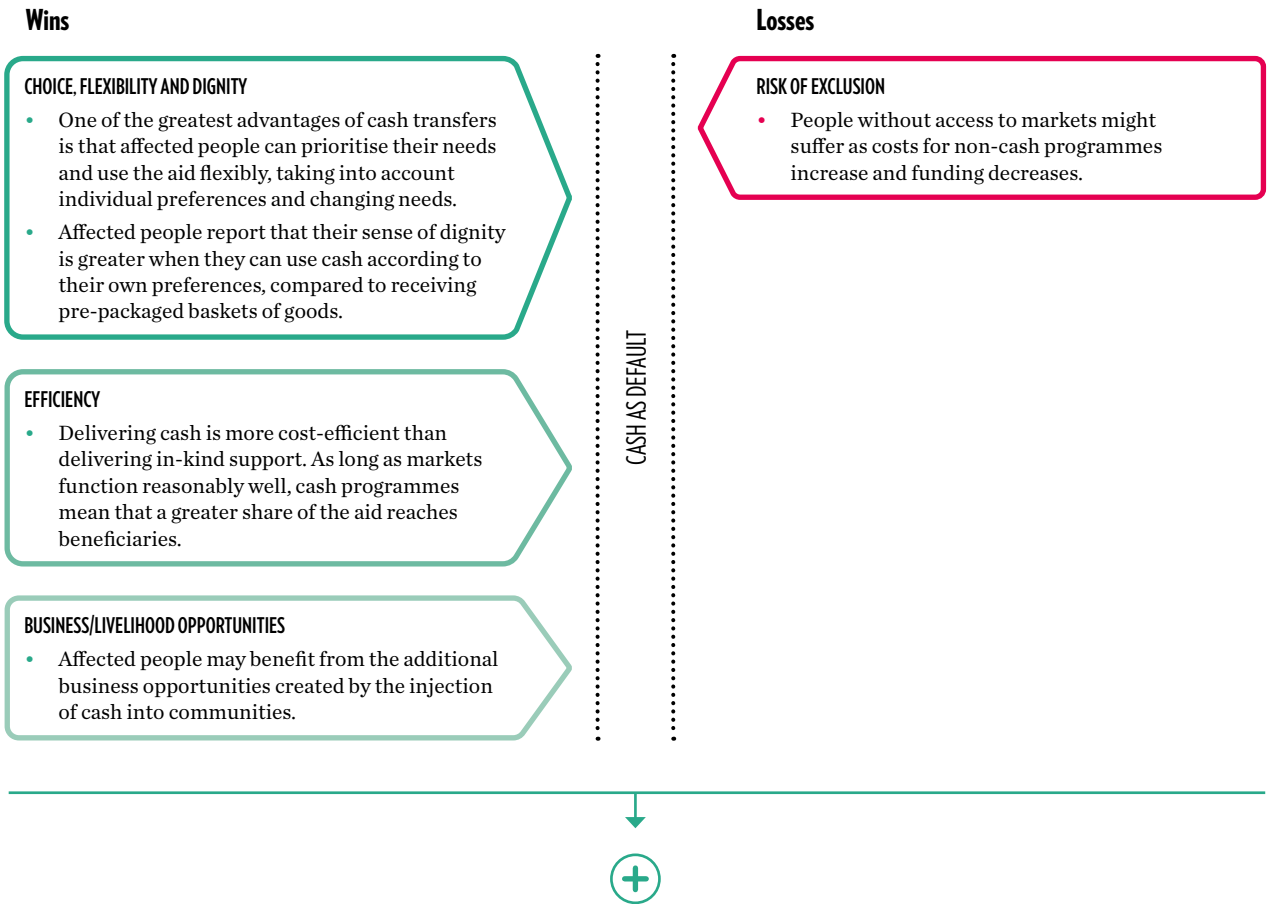 Wins
CHOICE, FLEXIBILITY AND DIGNITY
• One of the greatest advantages of cash transfers
is that affected people can prioritise their needs
and use the aid flexibly, taking into account
individual preferences and changing needs.
• Affected people report that their sense of dignity
is greater when they can use cash according to
their own preferences, compared to receiving
pre-packaged baskets of goods.
EFFICIENCY
• Delivering cash is more cost-efficient than
delivering in-kind support. As long as markets
function reasonably well, cash programmes
mean that a greater share of the aid reaches
beneficiaries.
BUSINESS/LIVELIHOOD OPPORTUNITIES
• Affected people may benefit from the additional
business opportunities created by the injection
of cash into communities.
CASH AS DEFAULT
Losses
RISK OF EXCLUSION
• People without access to markets might
suffer as costs for non-cash programmes
increase and funding decreases.